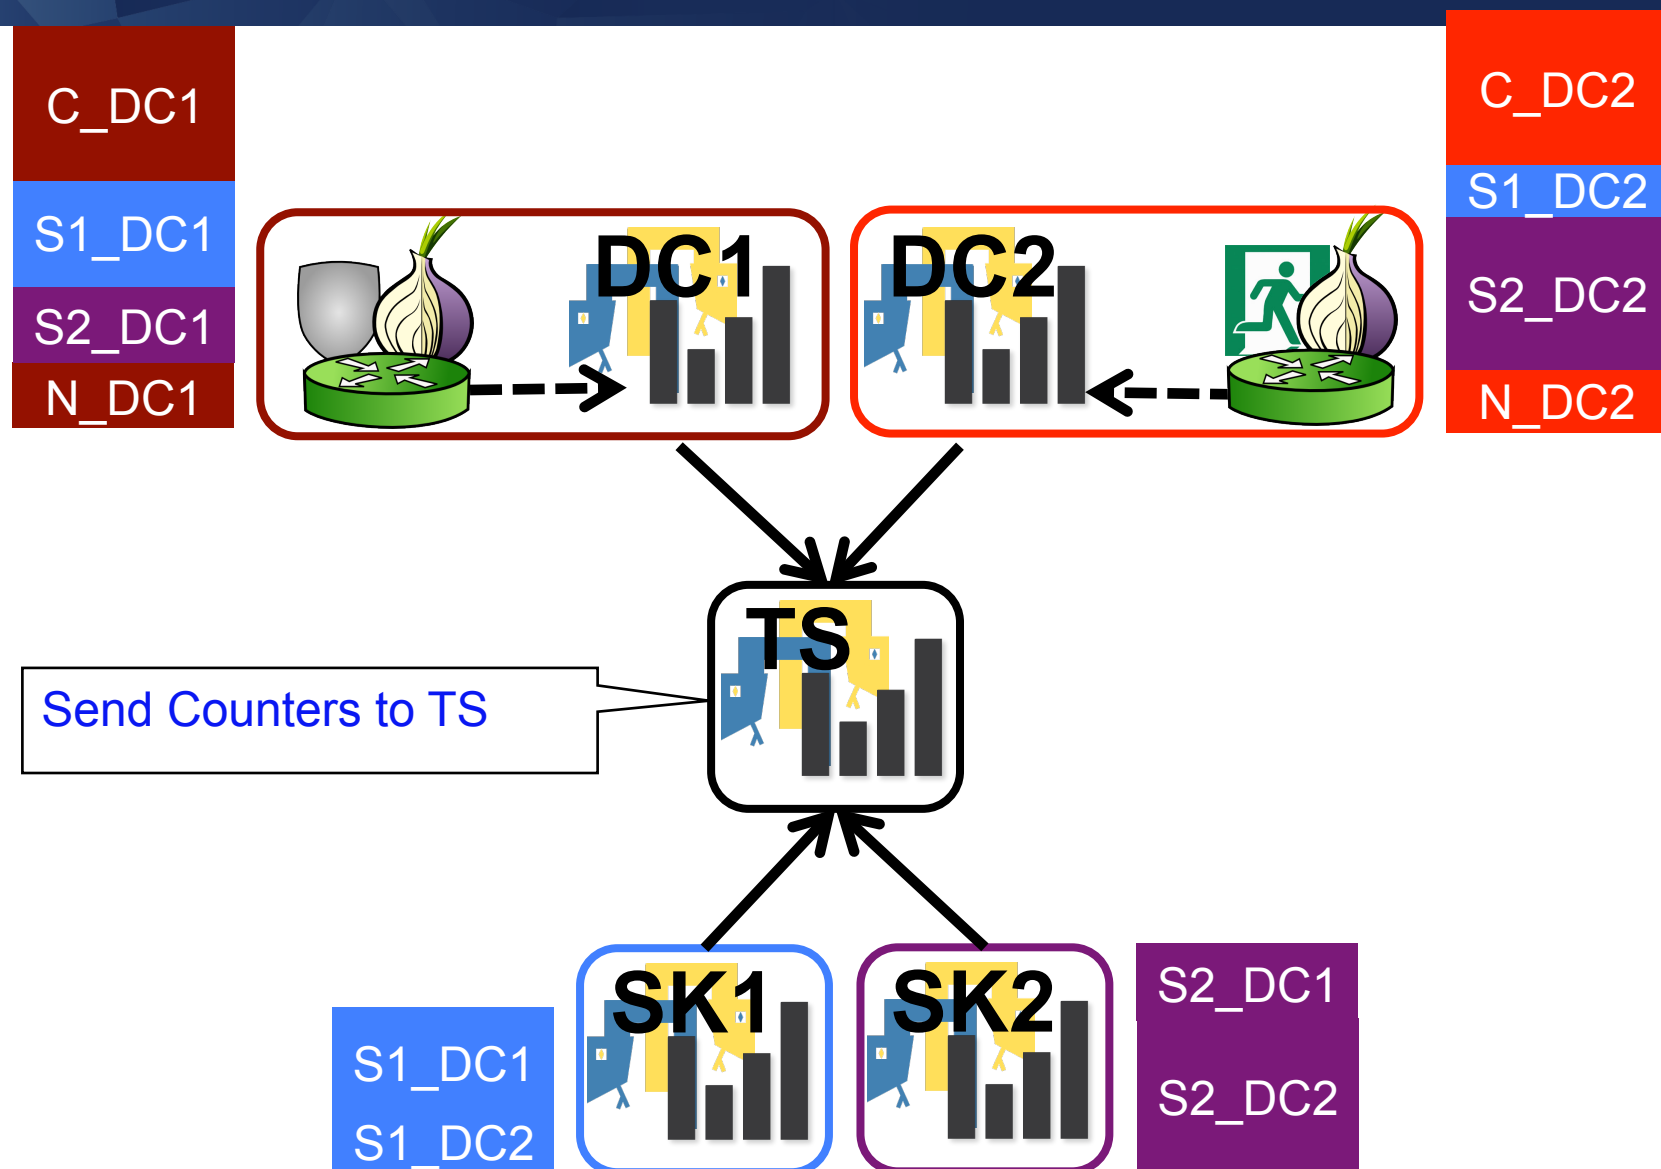 C_DC1
S1_DC1
S2_DC1
N_DC1
DC1
DC2
C_DC2
S1_DC2
S2_DC2
N_DC2
TS
Send Counters to TS
SK1
SK2
S1_DC1
S1_DC2
S2_DC1
S2_DC2